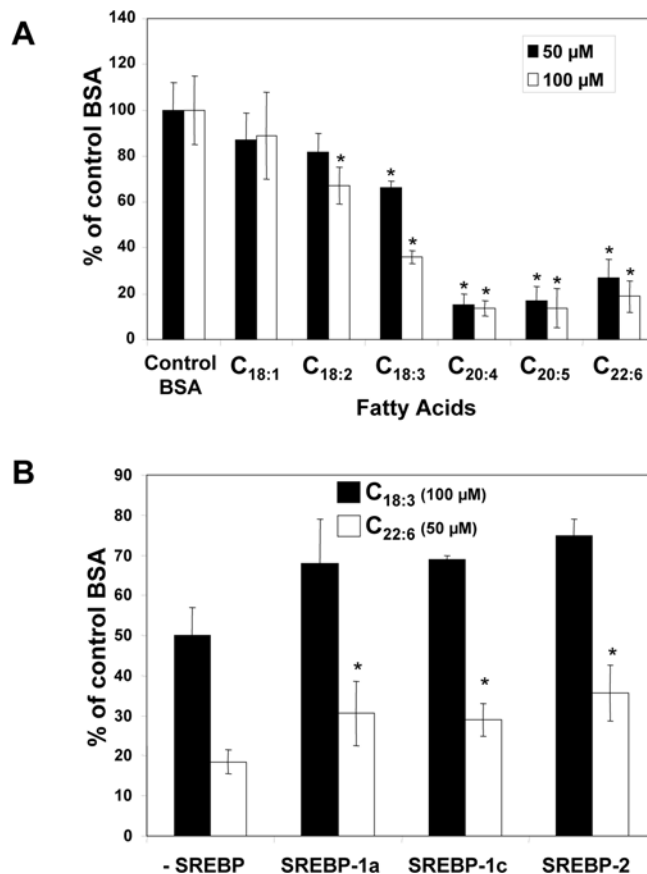 A
140
120
100
80
60
40
20
0
% of control BSA
50 µM
100 µM
* * * * * * * * *
Control BSA C18:1 C18:2 C18:3 C20:4 C20:5 C22:6
Fatty Acids
B
90
80
70
60
50
40
30
20
10
0
% of control BSA
C18:3 (100 µM)
C22:6 (50 µM)
* * *
- SREBP SREBP-1a SREBP-1c SREBP-2